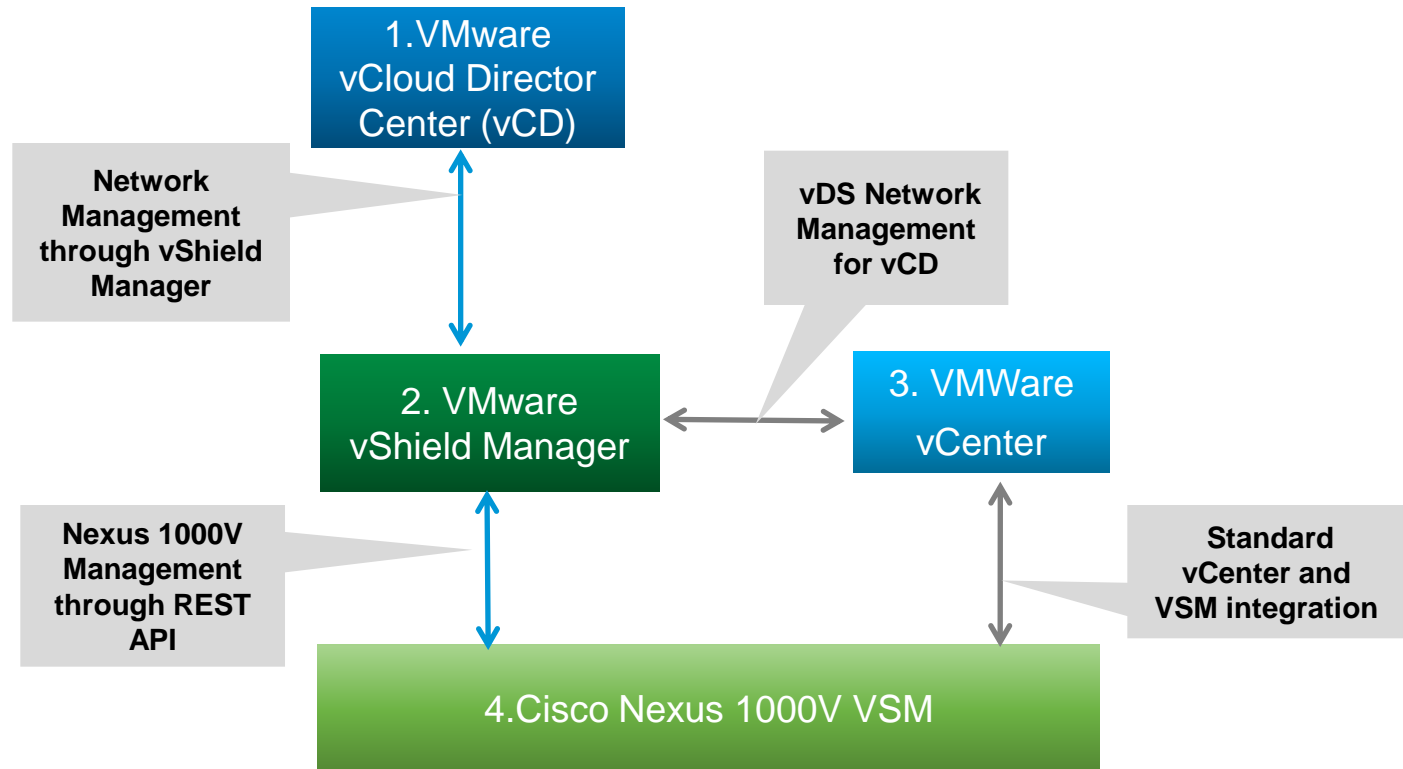 1.VMware
vCloud Director
Center (vCD)
Network
Management
through vShield
Manager
vDS Network
Management
for vCD
2. VMware
vShield Manager
3. VMWare
vCenter
Nexus 1000V
Management
through REST
API
Standard
vCenter and
VSM integration
4.Cisco Nexus 1000V VSM